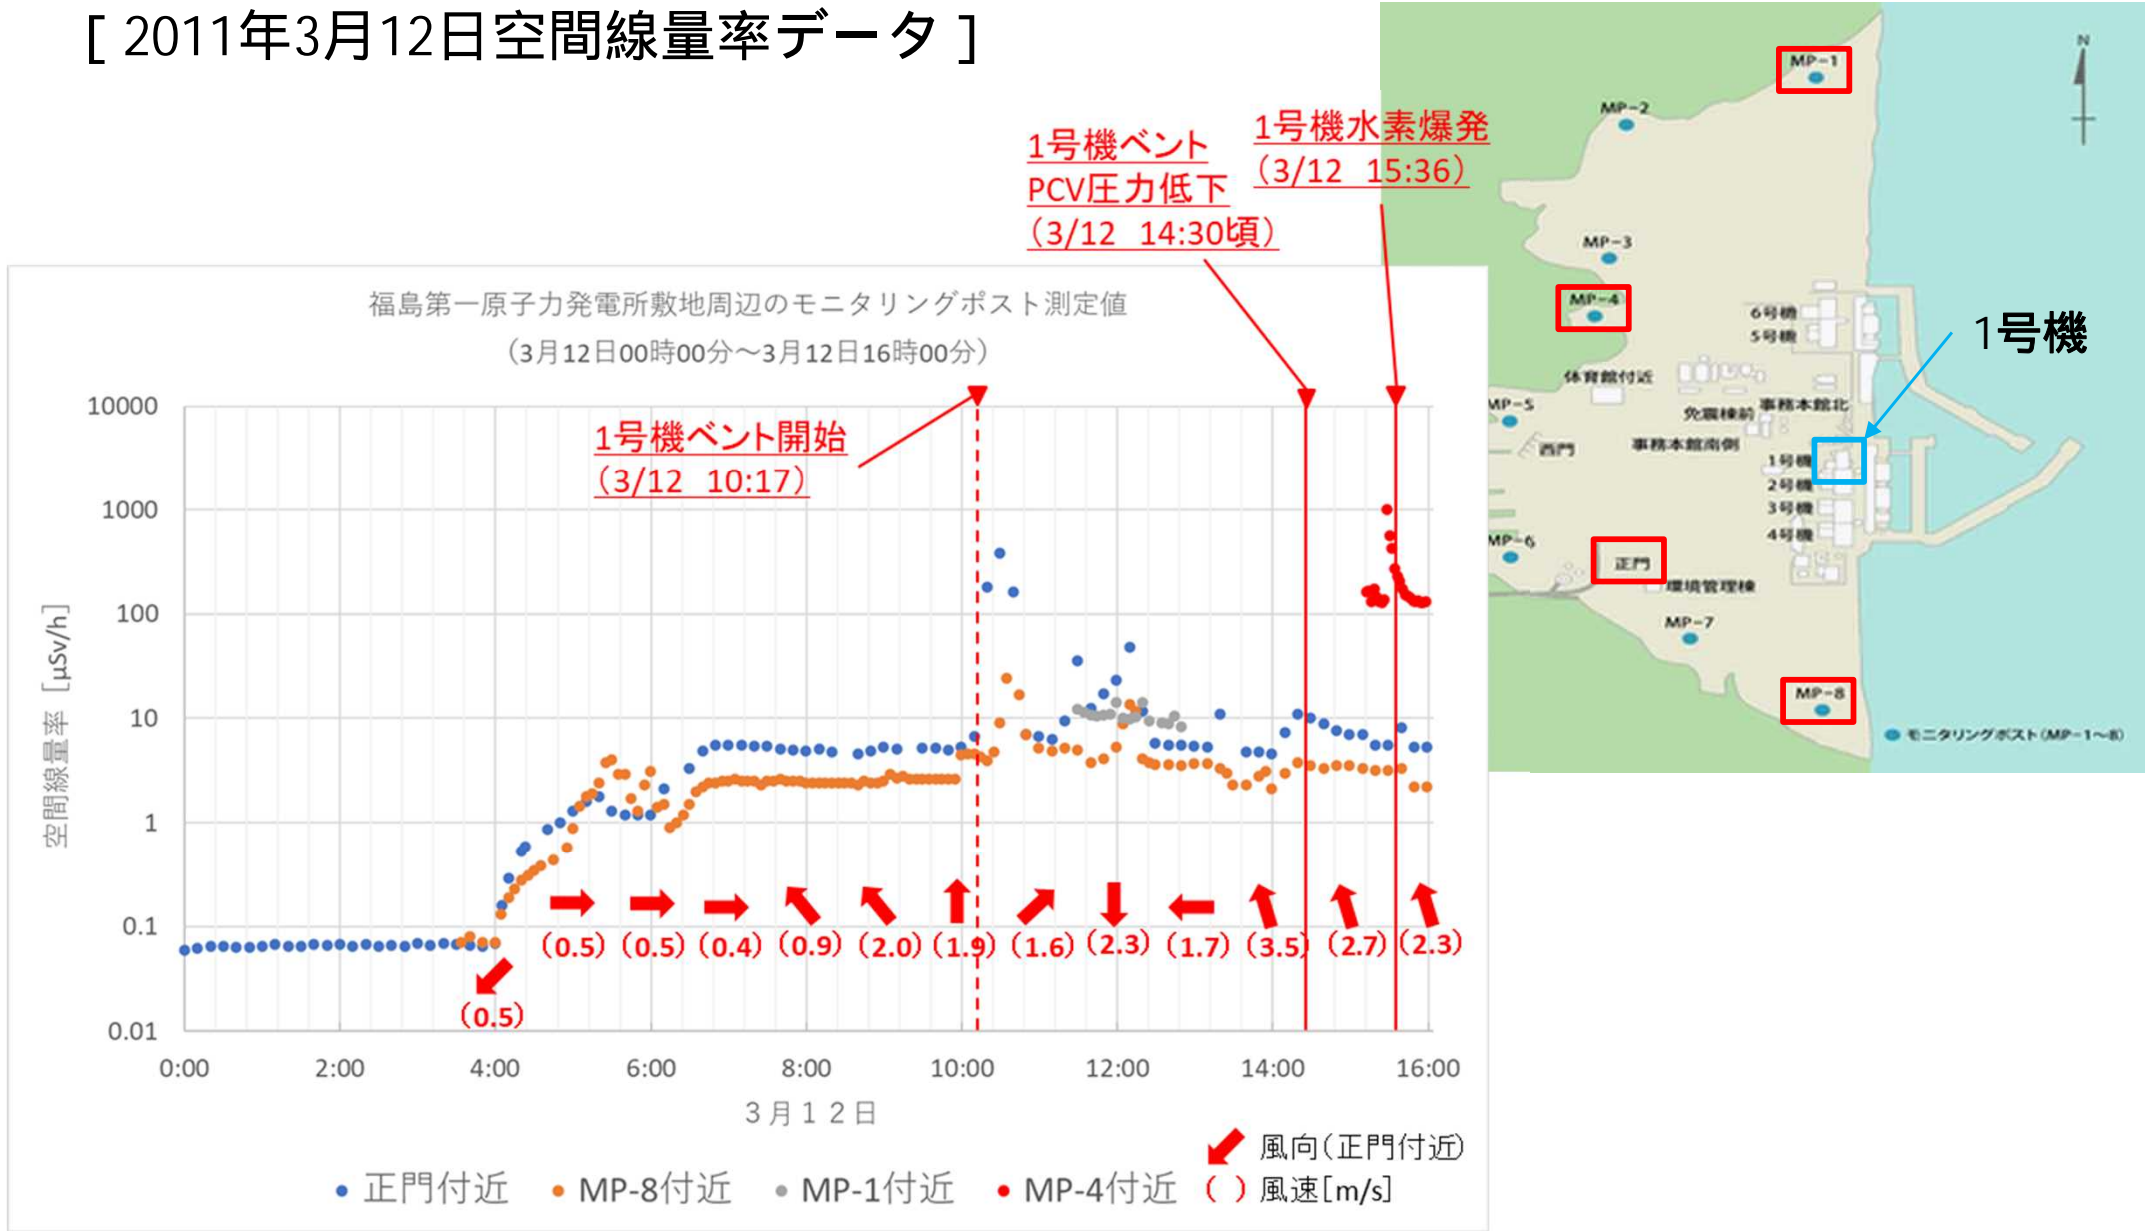 [ 2011年3月12日空間線量率データ ]
1号機ベント
PCV圧力低下
(3/12 14:30頃)
1号機水素爆発
(3/12 15:36)
福島第一原子力発電所敷地周辺のモニタリングポスト測定値
(3月12日00時00分～3月12日16時00分)
1号機ベント開始
(3/12 10:17)
空間線量率 [μSv/h]
10000
1000
100
10
1
0.1
0.01
(0.5)
(0.5)
(0.5)
(0.4)
(0.9)
(2.0)
(1.9)
(1.6)
(2.3)
(1.7)
(3.5)
(2.7)
(2.3)
0:00
2:00
4:00
6:00
8:00
10:00
12:00
14:00
16:00
3月12日
正門付近
MP-8付近
MP-1付近
MP-4付近
風向(正門付近)
( ) 風速[m/s]
N
MP-1
MP-2
MP-3
MP-4
6号機
5号機
1号機
体育館付近
MP-5
免震棟前
事務本館北
西門
事務本館南側
1号機
2号機
3号機
4号機
MP-6
正門
環境管理棟
MP-7
MP-8
モニタリングポスト(MP-1～8)